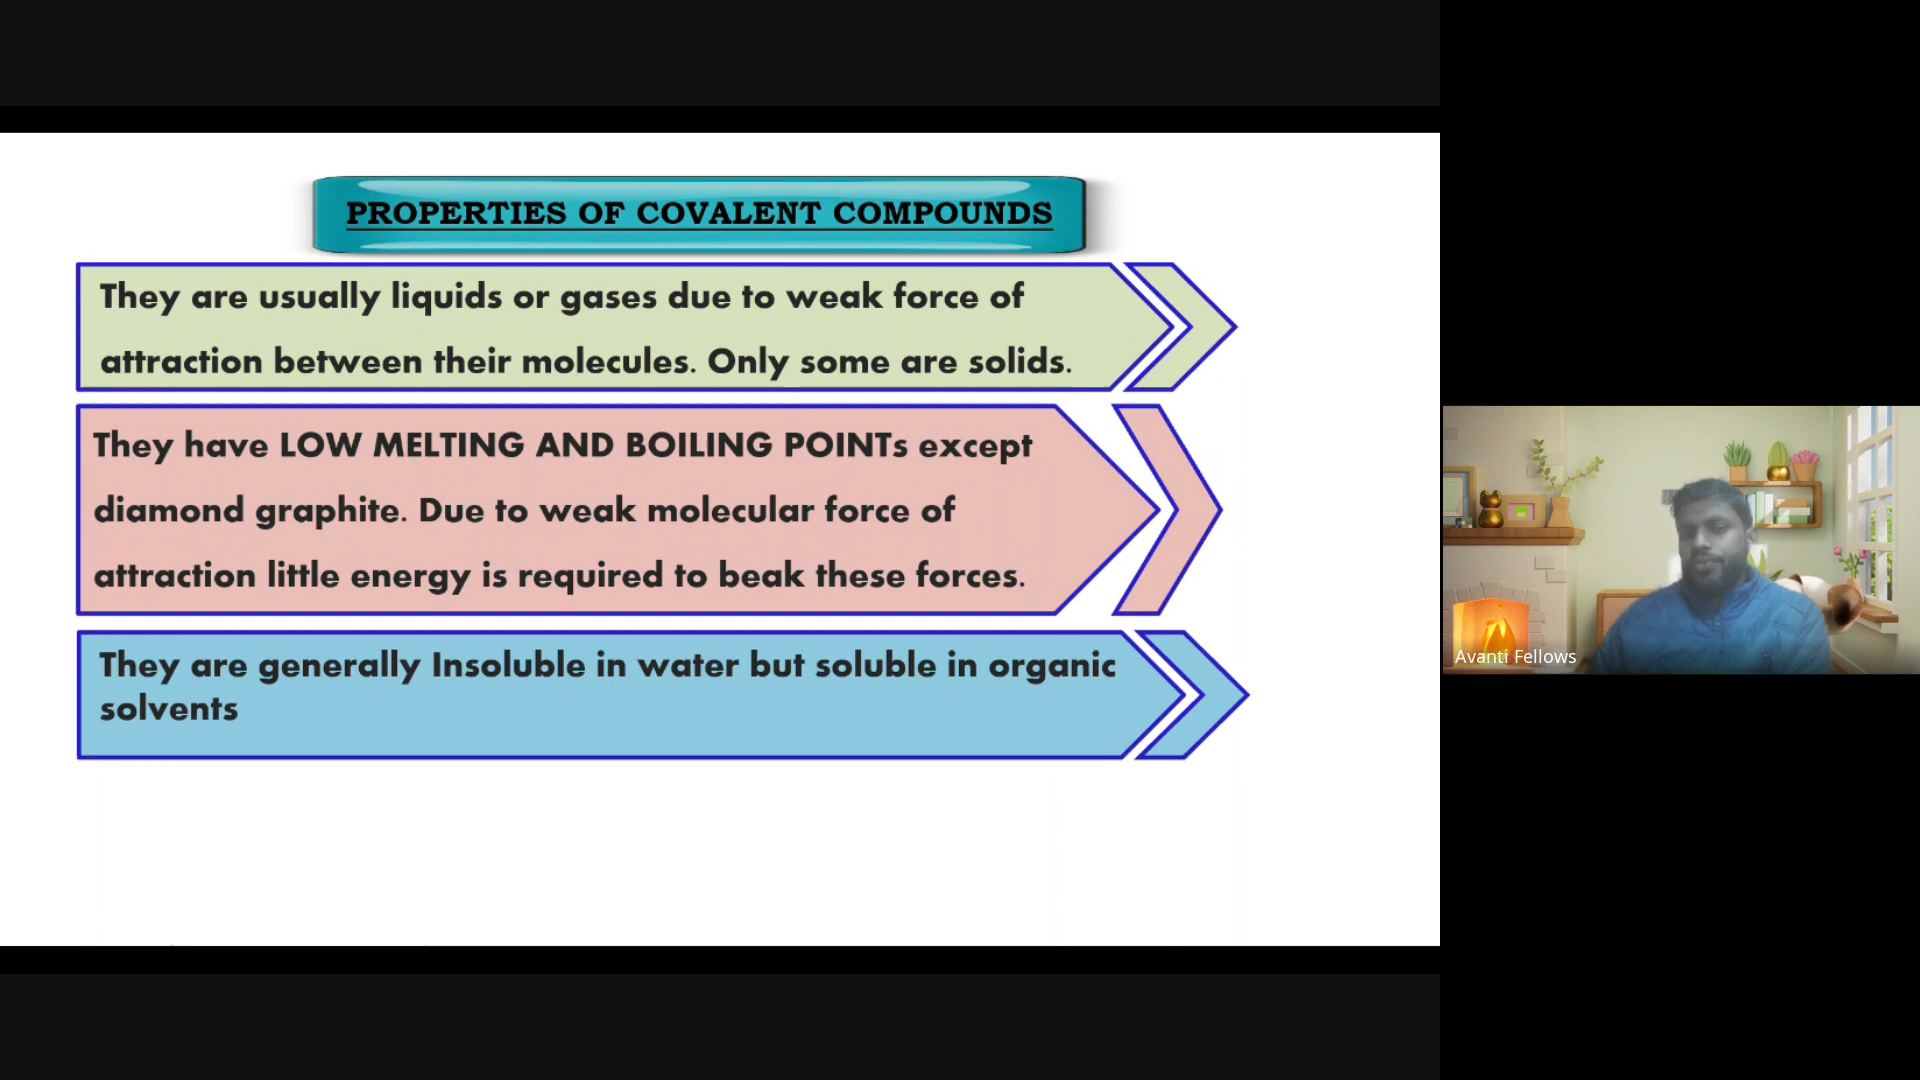 PROPERTIES OF COVALENT COMPOUNDS
They are usually liquids or gases due to weak force of
attraction between their molecules. Only some are solids.
They have LOW MELTING AND BOILING POINTs except
diamond graphite. Due to weak molecular force of
attraction little energy is required to beak these forces.
They are generally Insoluble in water but soluble in organic
solvents
Avanti Fellows